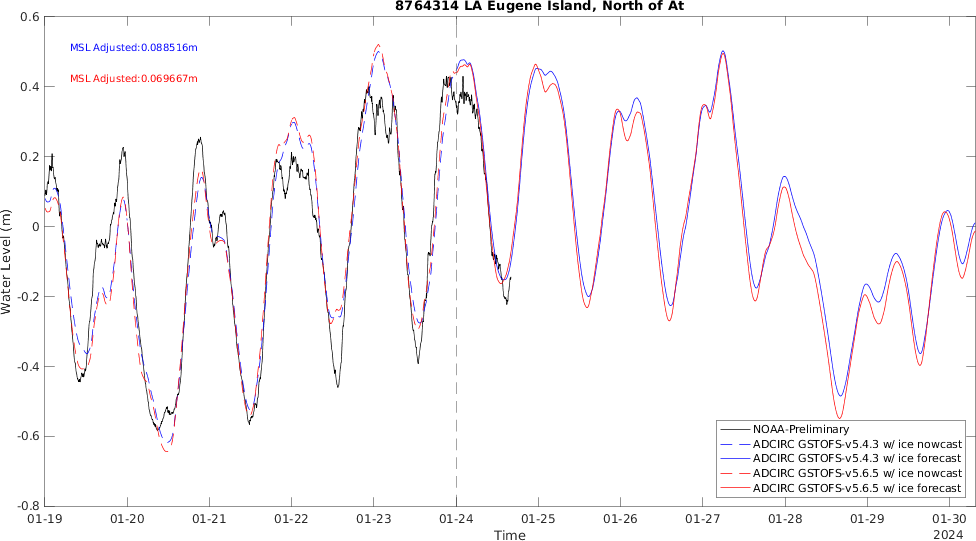 8764314 LA Eugene Island, North of At
MSL Adjusted:0.088516m
MSL Adjusted:0.069667m
Water Level (m)
0.6
0.4
0.2
0
-0.2
-0.4
-0.6
-0.8
NOAA-Preliminary
ADCIRC GSTOFS-v5.4.3 w/ ice nowcast
ADCIRC GSTOFS-v5.4.3 w/ ice forecast
ADCIRC GSTOFS-v5.6.5 w/ ice nowcast
ADCIRC GSTOFS-v5.6.5 w/ ice forecast
01-19 01-20 01-21 01-22 01-23 01-24 01-25 01-26 01-27 01-28 01-29 01-30
Time
2024